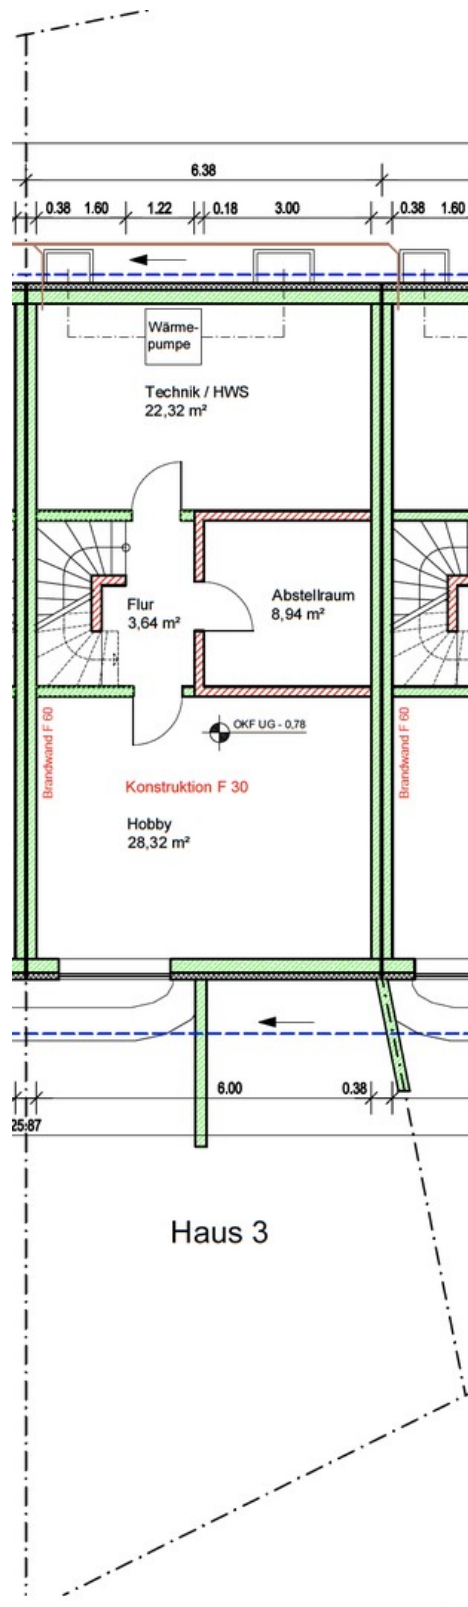 6.38
0.38 1.60 1.22 0.18 3.00 0.38 1.60
Wärme-
pumpe
Technik / HWS
22,32 m²
Flur
3,64 m²
Abstellraum
8,94 m²
OKF UG - 0,78
Brandwand F 60
Brandwand F 60
Konstruktion F 30
Hobby
28,32 m²
6.00 0.38
25.87
Haus 3